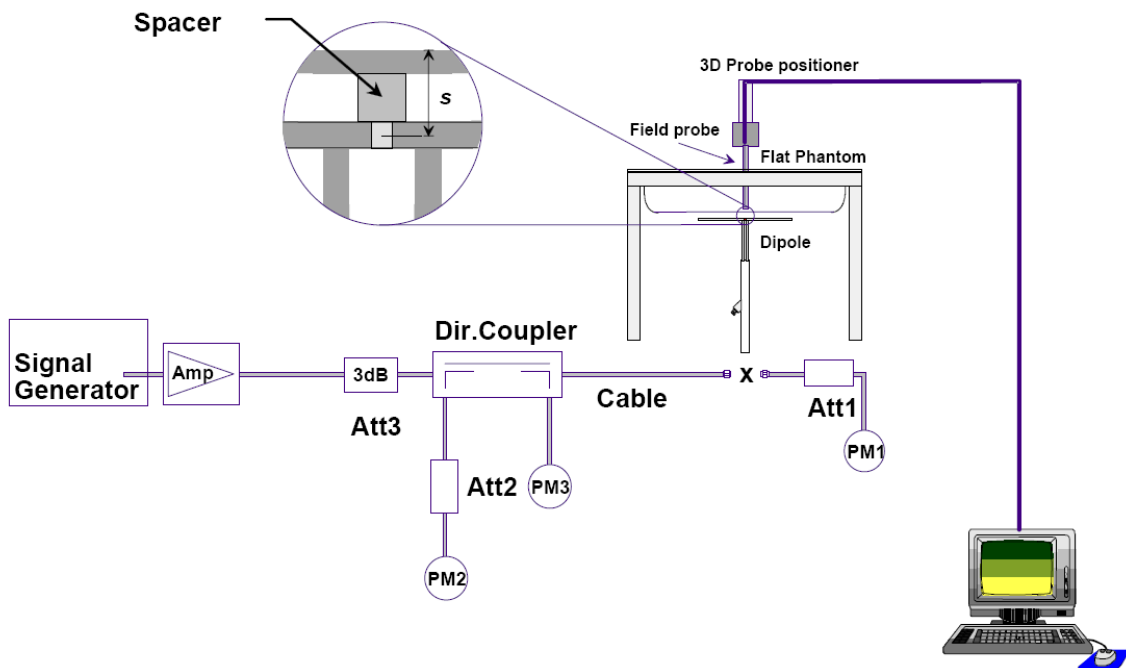 Spacer
s
3D Probe positioner
Field probe
Flat Phantom
Dipole
Signal
Generator
Amp
3dB
Att3
Dir.Coupler
Cable
X
Att1
PM1
Att2
PM3
PM2